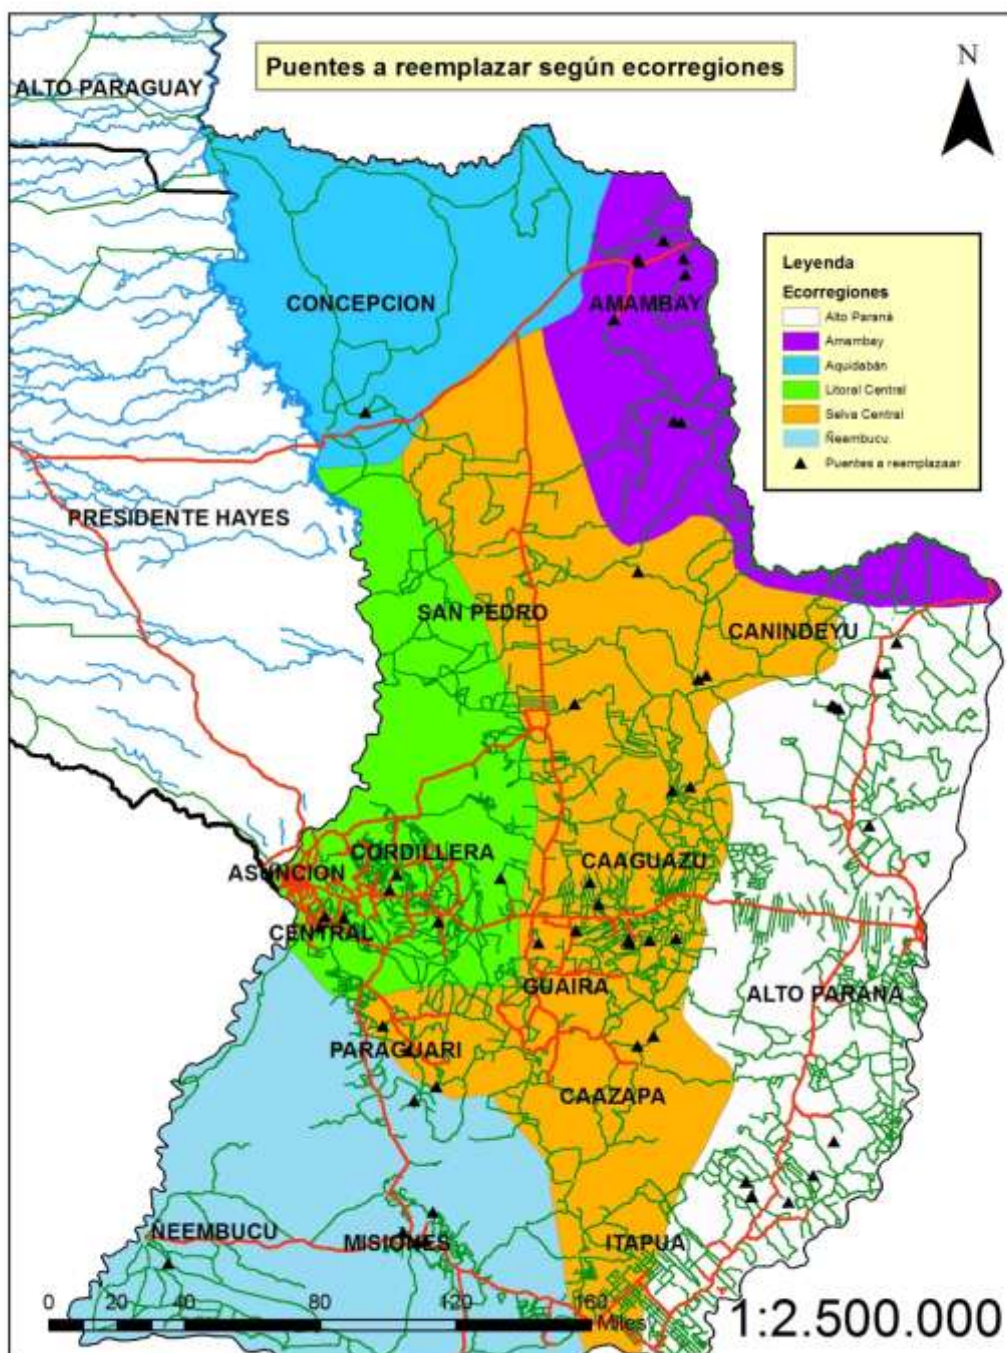 Puentes a reemplazar según ecorregiones
N
ALTO PARAGUAY
Leyenda
Ecorregiones
Alto Paraná
Amambay
Aquidabán
Litoral Central
Selva Central
Ñeembucu
Puentes a reemplazaar
CONCEPCION
AMAMBAY
PRESIDENTE HAYES
SAN PEDRO
CANINDEYU
CORDILLERA
CAAGUAZU
ASUNCION
CENTRAL
GUAIRA
ALTO PARANA
PARAGUARI
CAAZAPA
ÑEEMBUCU
MISIONES
ITAPUA
0 20 40 80 120 160
Miles
1:2.500.000